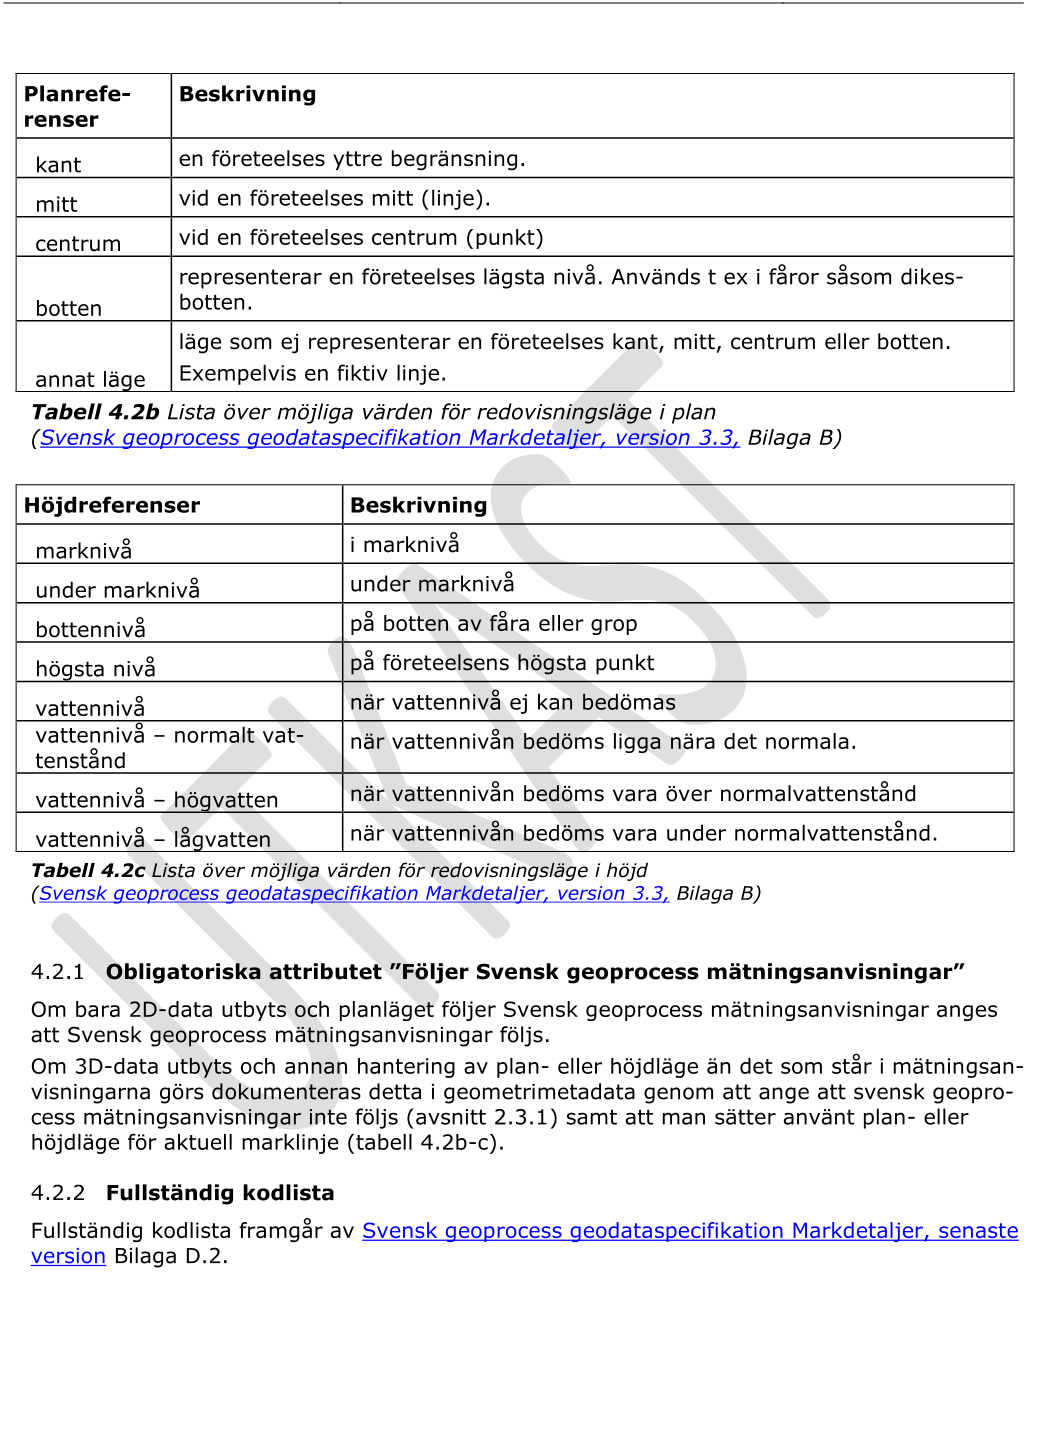 Planrefe-
renser
Beskrivning
kant
en företeelses yttre begränsning.
mitt
vid en företeelses mitt (linje).
centrum
vid en företeelses centrum (punkt)
botten
representerar en företeelses lägsta nivå. Används t ex i fåror såsom dikes-
botten.
annat läge
läge som ej representerar en företeelses kant, mitt, centrum eller botten.
Exempelvis en fiktiv linje.
Tabell 4.2b Lista över möjliga värden för redovisningsläge i plan
(Svensk geoprocess geodataspecifikation Markdetaljer, version 3.3, Bilaga B)
Höjdreferenser
Beskrivning
marknivå
i marknivå
under marknivå
under marknivå
bottennivå
på botten av fåra eller grop
högsta nivå
på företeelsens högsta punkt
vattennivå
när vattennivå ej kan bedömas
vattennivå – normalt vat-
tenstånd
när vattennivån bedöms ligga nära det normala.
vattennivå – högvatten
när vattennivån bedöms vara över normalvattenstånd
vattennivå – lågvatten
när vattennivån bedöms vara under normalvattenstånd.
Tabell 4.2c Lista över möjliga värden för redovisningsläge i höjd
(Svensk geoprocess geodataspecifikation Markdetaljer, version 3.3, Bilaga B)
UTKAST
4.2.1 Obligatoriska attributet ”Följer Svensk geoprocess mätningsanvisningar”
Om bara 2D-data utbyts och planläget följer Svensk geoprocess mätningsanvisningar anges
att Svensk geoprocess mätningsanvisningar följs.
Om 3D-data utbyts och annan hantering av plan- eller höjdläge än det som står i mätningsan-
visningarna görs dokumenteras detta i geometrimetadata genom att ange att svensk geopro-
cess mätningsanvisningar inte följs (avsnitt 2.3.1) samt att man sätter använt plan- eller
höjdläge för aktuell marklinje (tabell 4.2b-c).
4.2.2 Fullständig kodlista
Fullständig kodlista framgår av Svensk geoprocess geodataspecifikation Markdetaljer, senaste
version Bilaga D.2.